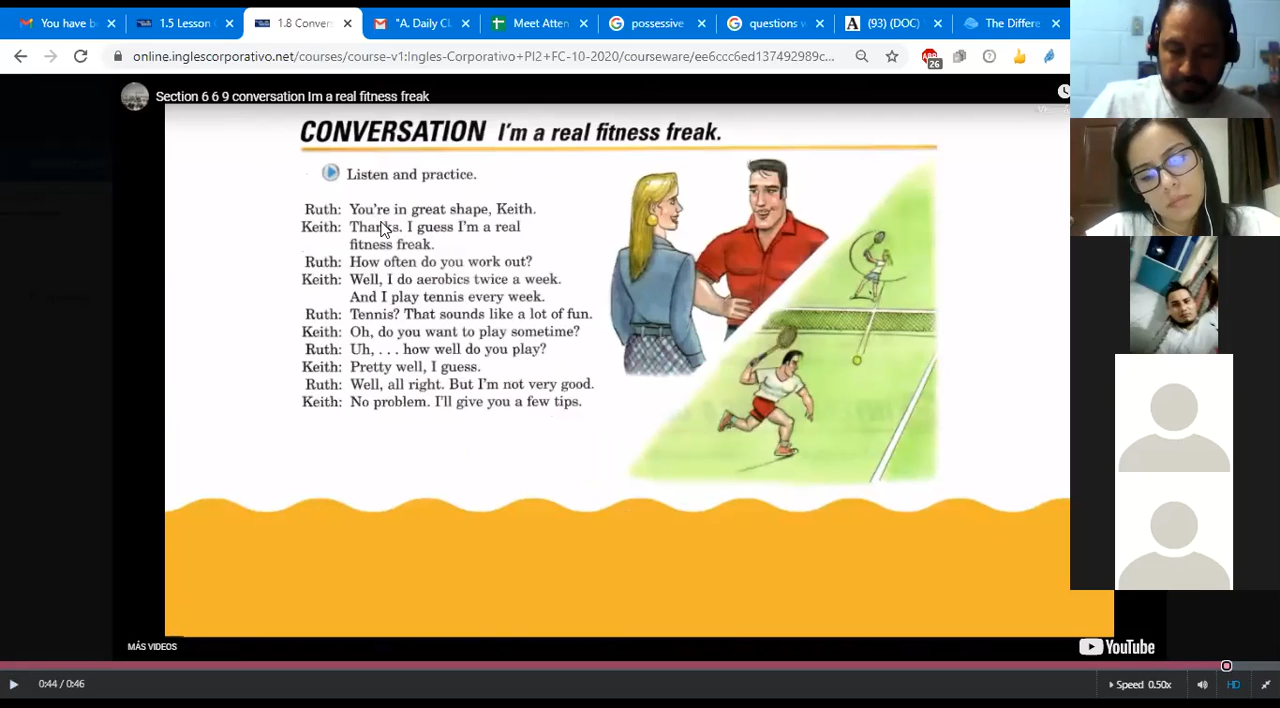 You have b
1.5 Lesson
1.8 Conver
"A. Daily Cl
Meet Atten
possessive
questions w
(93) (DOC)
The Differe
online.inglescorporativo.net/courses/course-v1:Ingles-Corporativo+PI2+FC-10-2020/courseware/ee6ccc6ed137492989c...
26
Section 6 6 9 conversation Im a real fitness freak
CONVERSATION I'm a real fitness freak.
Listen and practice.
Ruth: You're in great shape, Keith.
Keith: Thanks. I guess I'm a real
fitness freak.
Ruth: How often do you work out?
Keith: Well, I do aerobics twice a week.
And I play tennis every week.
Ruth: Tennis? That sounds like a lot of fun.
Keith: Oh, do you want to play sometime?
Ruth: Uh, . . . how well do you play?
Keith: Pretty well, I guess.
Ruth: Well, all right. But I'm not very good.
Keith: No problem. I'll give you a few tips.
MÁS VIDEOS
YouTube
0:44 / 0:46
Speed 0.50x
HD